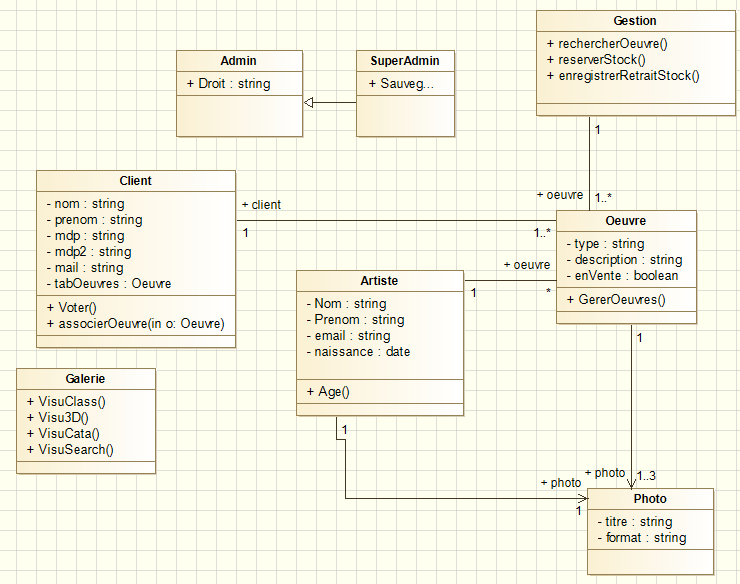 Gestion
+ rechercherOeuvre()
+ reserverStock()
+ enregistrerRetraitStock()
Admin
+ Droit : string
SuperAdmin
+ Sauveg...
1
+ oeuvre
1..*
Client
- nom : string
- prenom : string
- mdp : string
- mdp2 : string
- mail : string
- tabOeuvres : Oeuvre
+ Voter()
+ associerOeuvre(in o: Oeuvre)
+ client
1
1..*
Oeuvre
- type : string
- description : string
- enVente : boolean
+ GererOeuvres()
+ oeuvre
1
*
Artiste
- Nom : string
- Prenom : string
- email : string
- naissance : date
+ Age()
Galerie
+ VisuClass()
+ Visu3D()
+ VisuCata()
+ VisuSearch()
1
1
+ photo
1..3
+ photo
1
Photo
- titre : string
- format : string